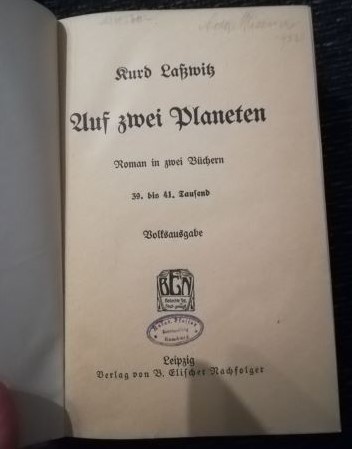 Kurd Laßwitz
Auf zwei Planeten
Roman in zwei Büchern
39. bis 41. Tausend
Volksausgabe
BEN
Leipzig
Verlag von B. Elischer Nachfolger